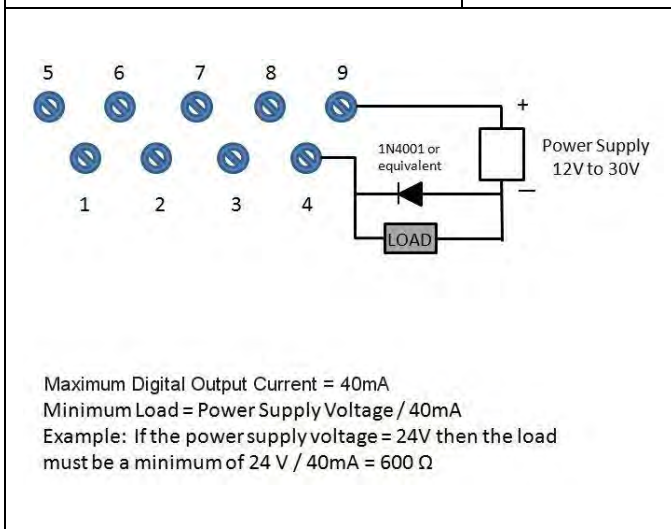 5 6 7 8 9
+
1N4001 or
equivalent
Power Supply
12V to 30V
—
1 2 3 4
LOAD
Maximum Digital Output Current = 40mA
Minimum Load = Power Supply Voltage / 40mA
Example: If the power supply voltage = 24V then the load
must be a minimum of 24 V / 40mA = 600 Ω